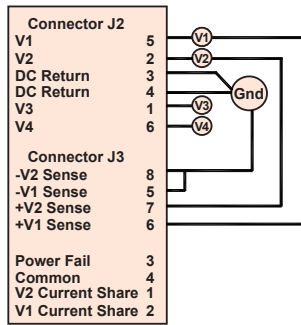 Connector J2
V1 5 V1
V2 2 V2
DC Return 3
DC Return 4 Gnd
V3 1 V3
V4 6 V4
Connector J3
-V2 Sense 8
-V1 Sense 5
+V2 Sense 7
+V1 Sense 6
Power Fail 3
Common 4
V2 Current Share 1
V1 Current Share 2